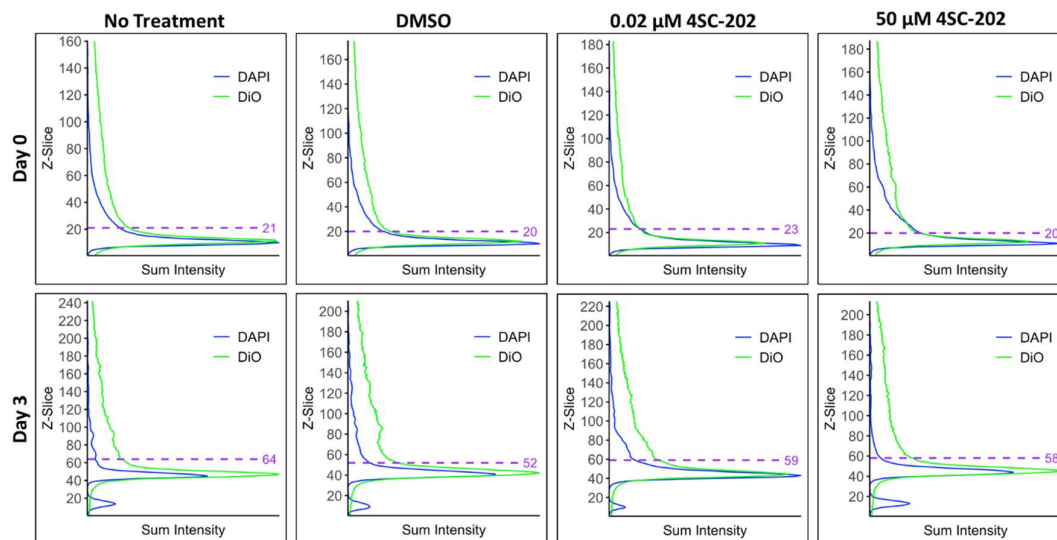 No Treatment DMSO 0.02 µM 4SC-202 50 µM 4SC-202
Day 0
Z-Slice
160
140
120
100
80
60
40
20
DAPI
DiO
21
Sum Intensity
Z-Slice
160
140
120
100
80
60
40
20
DAPI
DiO
20
Sum Intensity
Z-Slice
180
160
140
120
100
80
60
40
20
DAPI
DiO
23
Sum Intensity
Z-Slice
180
160
140
120
100
80
60
40
20
DAPI
DiO
20
Sum Intensity
Day 3
Z-Slice
240
220
200
180
160
140
120
100
80
60
40
20
DAPI
DiO
64
Sum Intensity
Z-Slice
200
180
160
140
120
100
80
60
40
20
DAPI
DiO
52
Sum Intensity
Z-Slice
220
200
180
160
140
120
100
80
60
40
20
DAPI
DiO
59
Sum Intensity
Z-Slice
200
180
160
140
120
100
80
60
40
20
DAPI
DiO
58
Sum Intensity